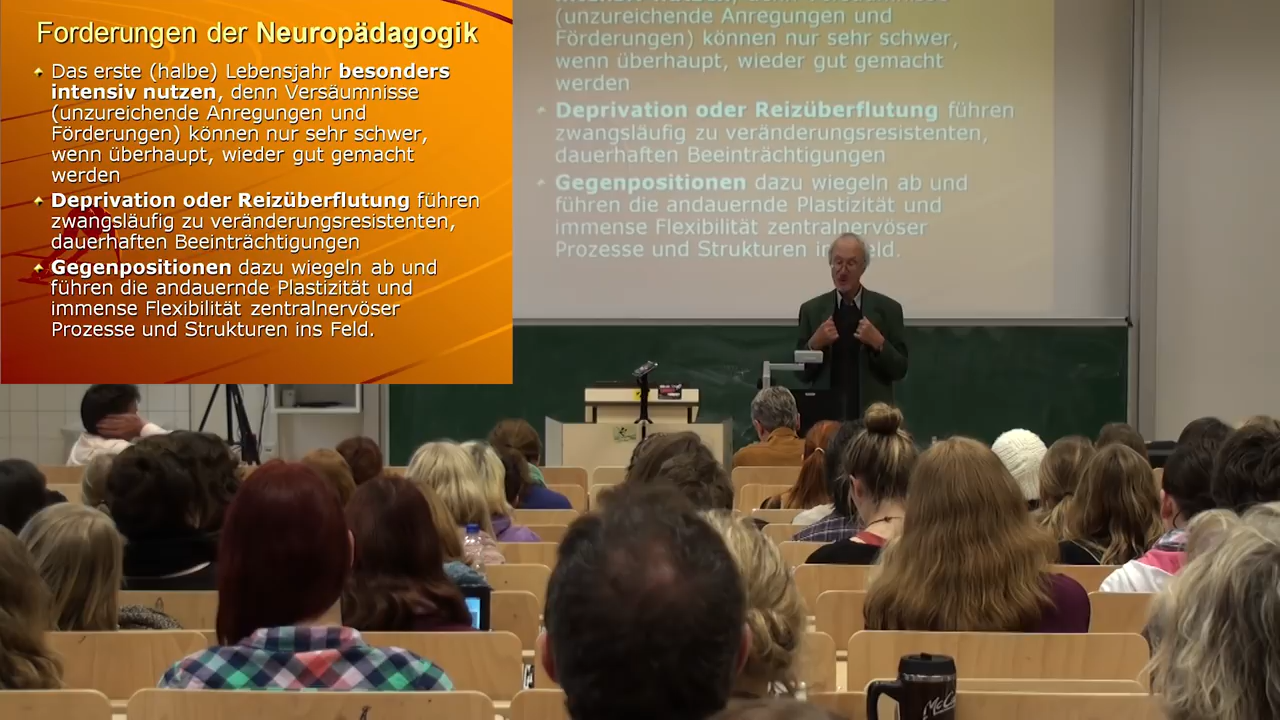 Forderungen der Neuropädagogik
Das erste (halbe) Lebensjahr besonders
intensiv nutzen, denn Versäumnisse
(unzureichende Anregungen und
Förderungen) können nur sehr schwer,
wenn überhaupt, wieder gut gemacht
werden
Deprivation oder Reizüberflutung führen
zwangsläufig zu veränderungsresistenten,
dauerhaften Beeinträchtigungen
Gegenpositionen dazu wiegeln ab und
führen die andauernde Plastizität und
immense Flexibilität zentralnervöser
Prozesse und Strukturen ins Feld.
intensiv nutzen, denn Versäumnisse
(unzureichende Anregungen und
Förderungen) können nur sehr schwer,
wenn überhaupt, wieder gut gemacht
werden
Deprivation oder Reizüberflutung führen
zwangsläufig zu veränderungsresistenten,
dauerhaften Beeinträchtigungen
Gegenpositionen dazu wiegeln ab und
führen die andauernde Plastizität und
immense Flexibilität zentralnervöser
Prozesse und Strukturen Feld.